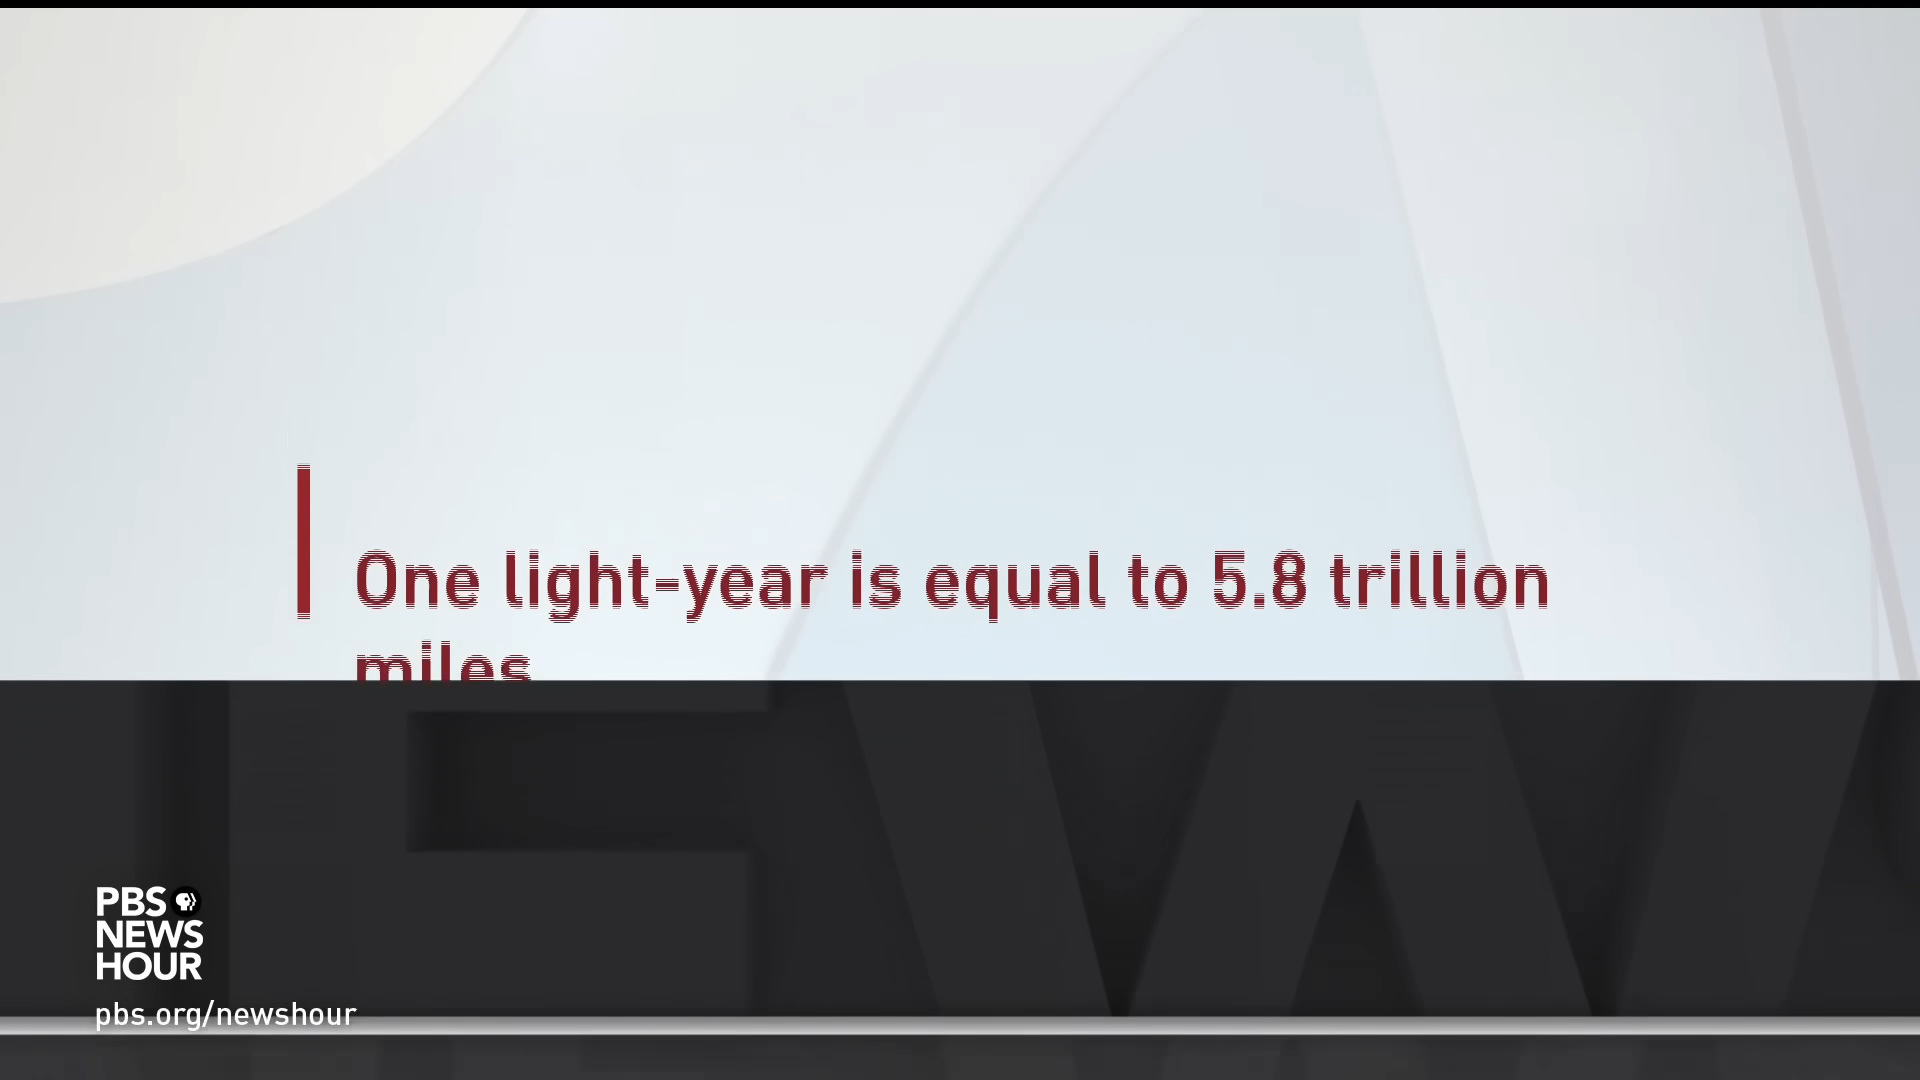 One light-year is equal to 5.8 trillion
miles
PBS
NEWS
HOUR
pbs.org/newshour